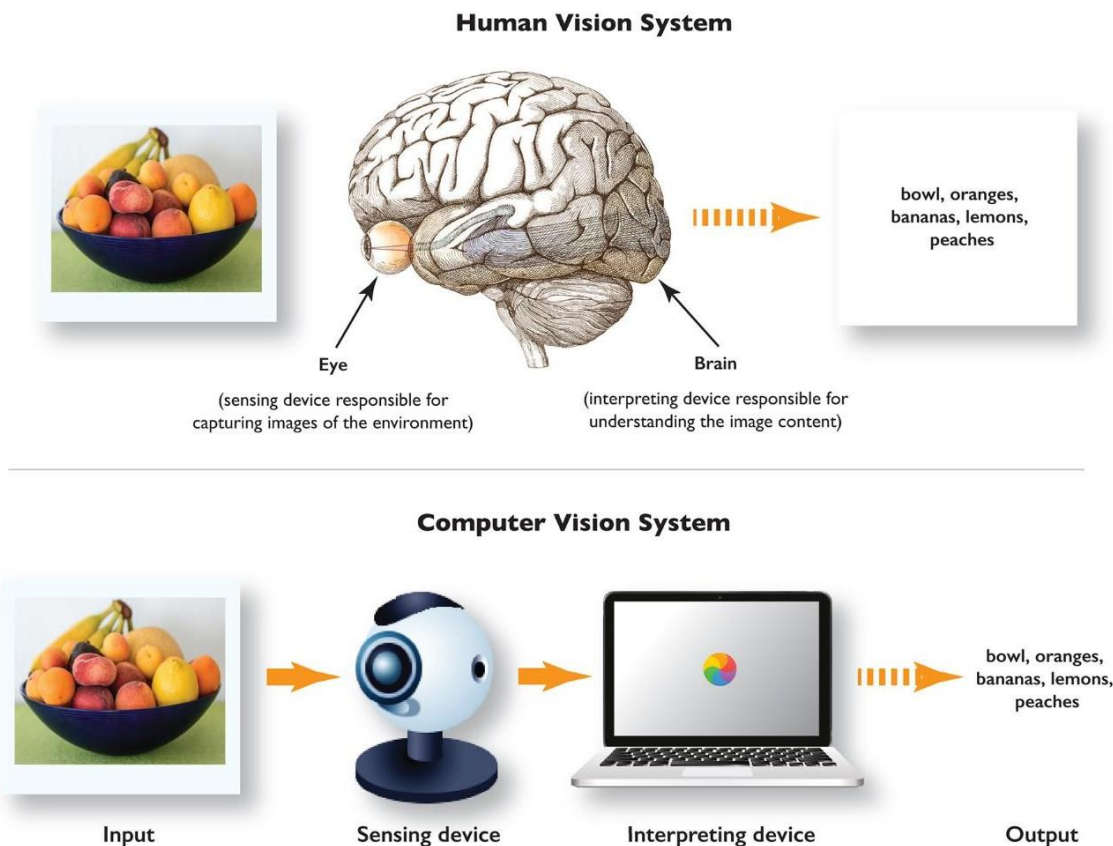 Human Vision System
bowl, oranges,
bananas, lemons,
peaches
Eye
(sensing device responsible for
capturing images of the environment)
Brain
(interpreting device responsible for
understanding the image content)
Computer Vision System
bowl, oranges,
bananas, lemons,
peaches
Input
Sensing device
Interpreting device
Output